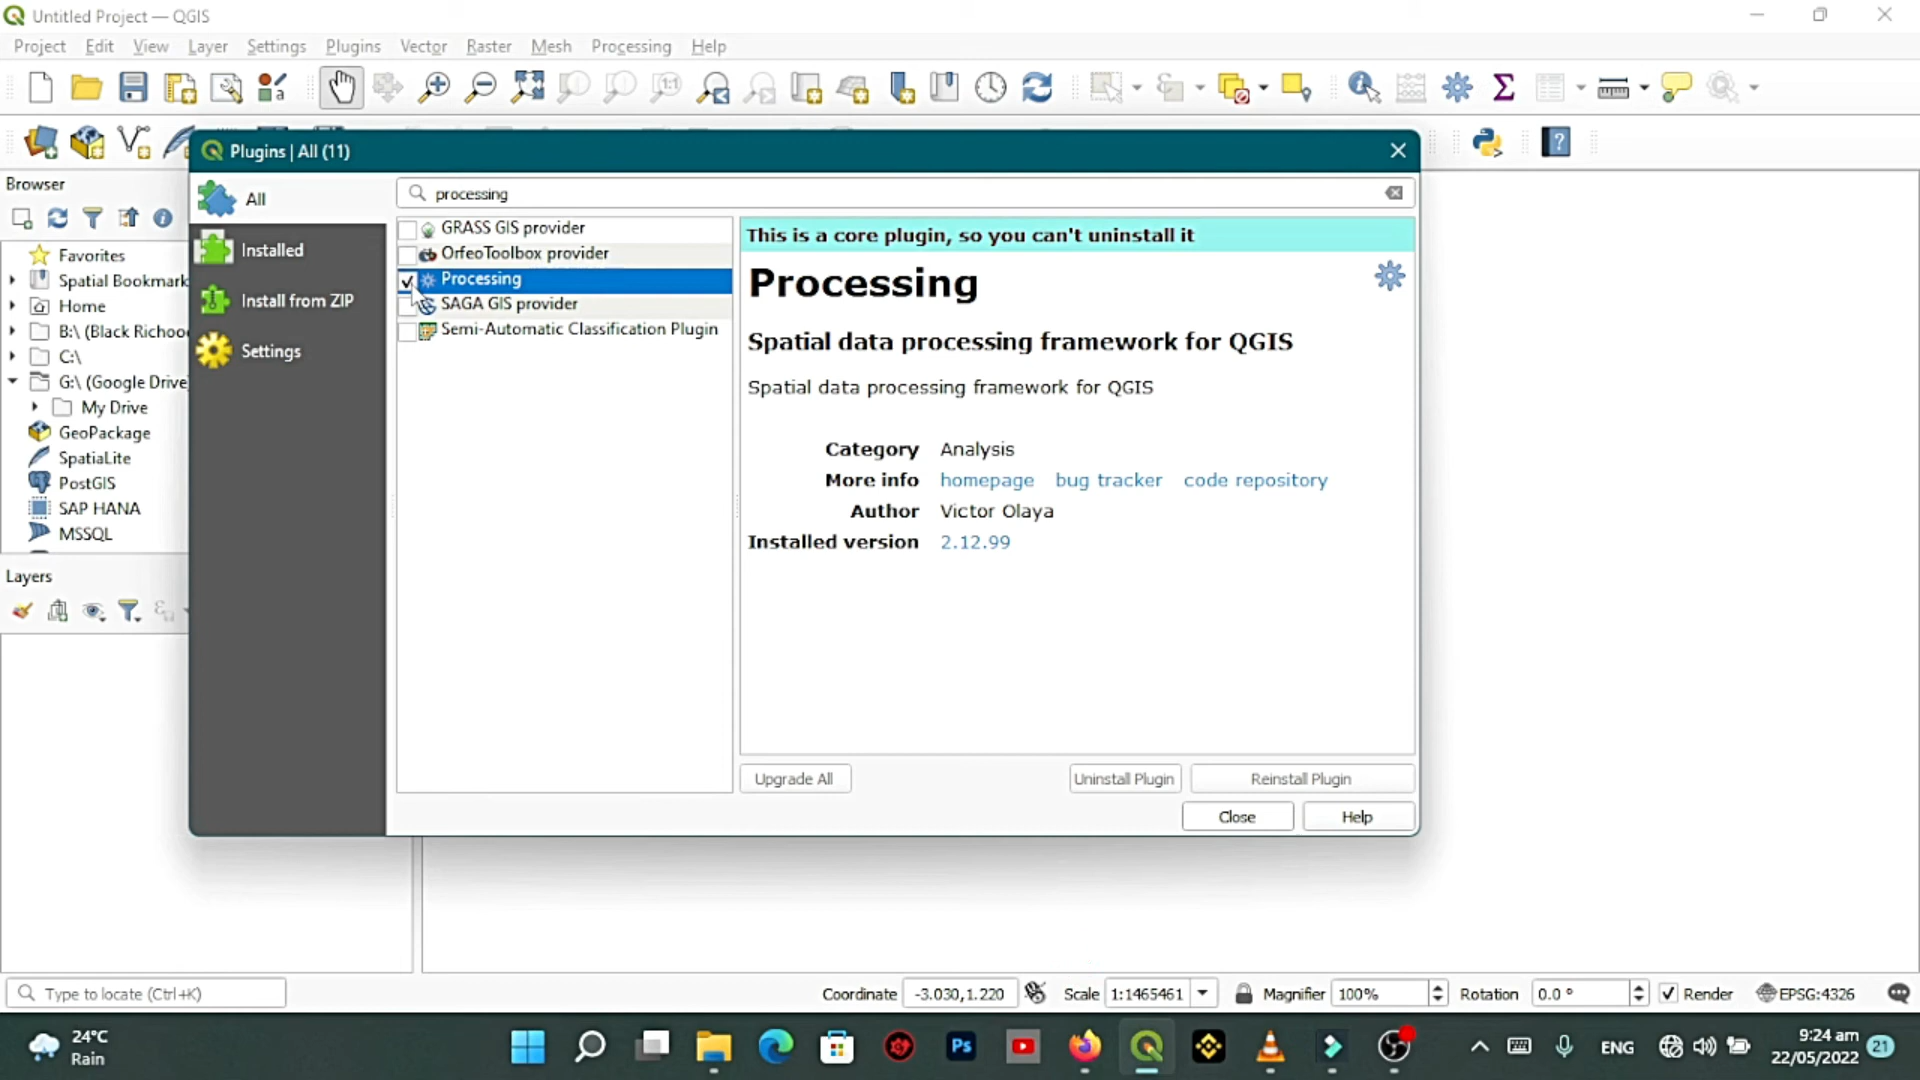 Untitled Project — QGIS
Project Edit View Layer Settings Plugins Vector Raster Mesh Processing Help
Plugins | All (11)
Browser
All
processing
Favorites
Spatial Bookmark
Home
B:\ (Black Richoo
C:\
G:\ (Google Drive
My Drive
GeoPackage
SpatiaLite
PostGIS
SAP HANA
MSSQL
Installed
Install from ZIP
Settings
GRASS GIS provider
OrfeoToolbox provider
Processing
SAGA GIS provider
Semi-Automatic Classification Plugin
This is a core plugin, so you can't uninstall it
Processing
Spatial data processing framework for QGIS
Spatial data processing framework for QGIS
Category Analysis
More info homepage bug tracker code repository
Author Victor Olaya
Installed version 2.12.99
Layers
Upgrade All Uninstall Plugin Reinstall Plugin
Close Help
Type to locate (Ctrl+K) Coordinate -3.030,1.220 Scale 1:1465461 Magnifier 100% Rotation 0.0 ° Render EPSG:4326
24°C
Rain
Ps
ENG
9:24 am
22/05/2022
21